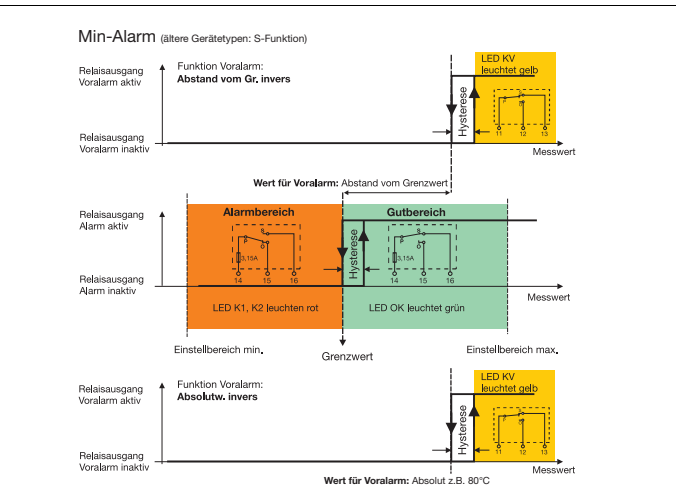 Min-Alarm (ältere Gerätetypen: S-Funktion)
Relaisausgang
Voralarm aktiv
Funktion Voralarm:
Abstand vom Gr. invers
LED KV
leuchtet gelb
Hysterese
11 12 13
Relaisausgang
Voralarm inaktiv
Messwert
Wert für Voralarm: Abstand vom Grenzwert
Relaisausgang
Alarm aktiv
Alarmbereich
Gutbereich
3,15A
14 15 16
Hysterese
3,15A
14 15 16
Relaisausgang
Alarm inaktiv
Messwert
LED K1, K2 leuchten rot
LED OK leuchtet grün
Einstellbereich min.
Grenzwert
Einstellbereich max.
Relaisausgang
Voralarm aktiv
Funktion Voralarm:
Absolutw. invers
LED KV
leuchtet gelb
Hysterese
11 12 13
Relaisausgang
Voralarm inaktiv
Messwert
Wert für Voralarm: Absolut z.B. 80°C